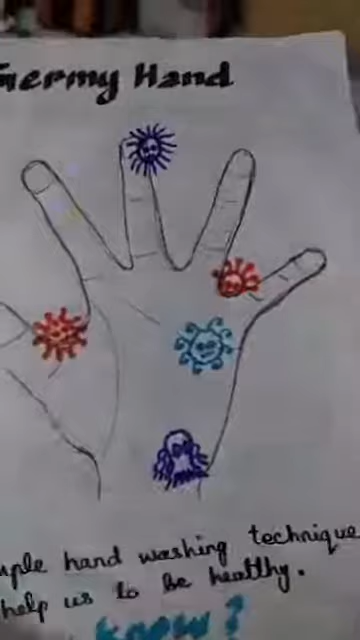 Germy Hand
hand washing technique
help us to be healthy.
know?